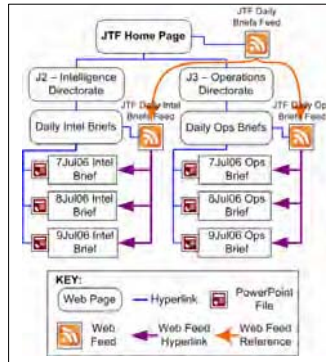 JTF Daily
Briefs Feed
JTF Home Page
J2 – Intelligence
Directorate
J3 – Operations
Directorate
JTF Daily Intel
Briefs Feed
JTF Daily Ops
Briefs Feed
Daily Intel Briefs
Daily Ops Briefs
7Jul06 Intel
Brief
7Jul06 Ops
Brief
8Jul06 Intel
Brief
8Jul06 Ops
Brief
9Jul06 Intel
Brief
9Jul06 Ops
Brief
KEY:
Web Page
Hyperlink
PowerPoint
File
Web
Feed
Web Feed
Hyperlink
Web Feed
Reference